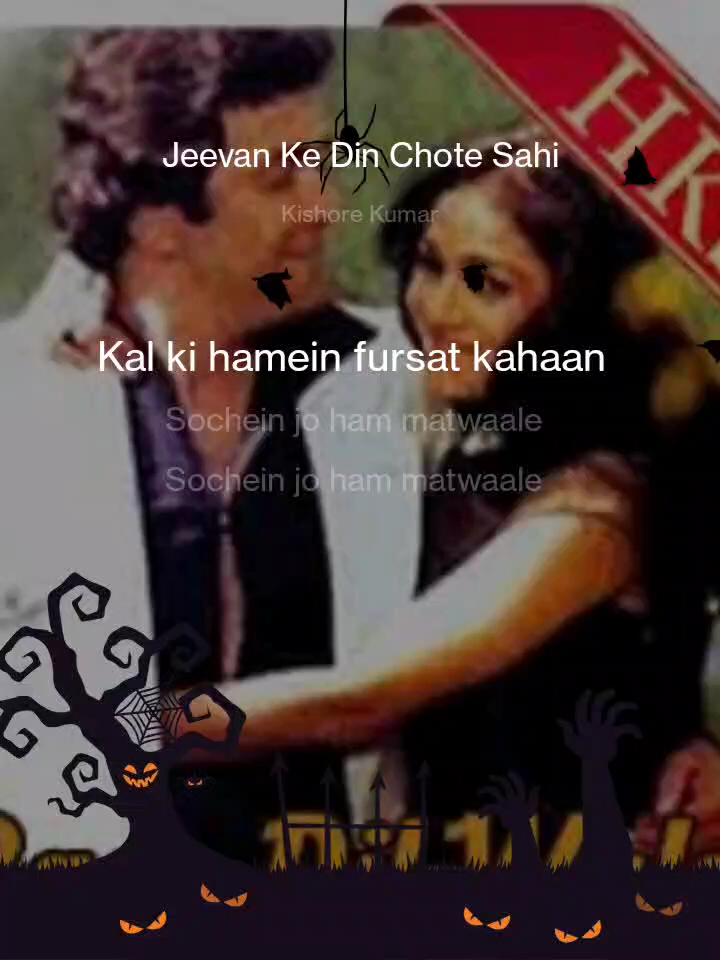 HK
Jeevan Ke Din Chote Sahi
Kishore Kumar
Kal ki hamein fursat kahaan
Sochein jo ham matwaale
Sochein jo ham matwaale